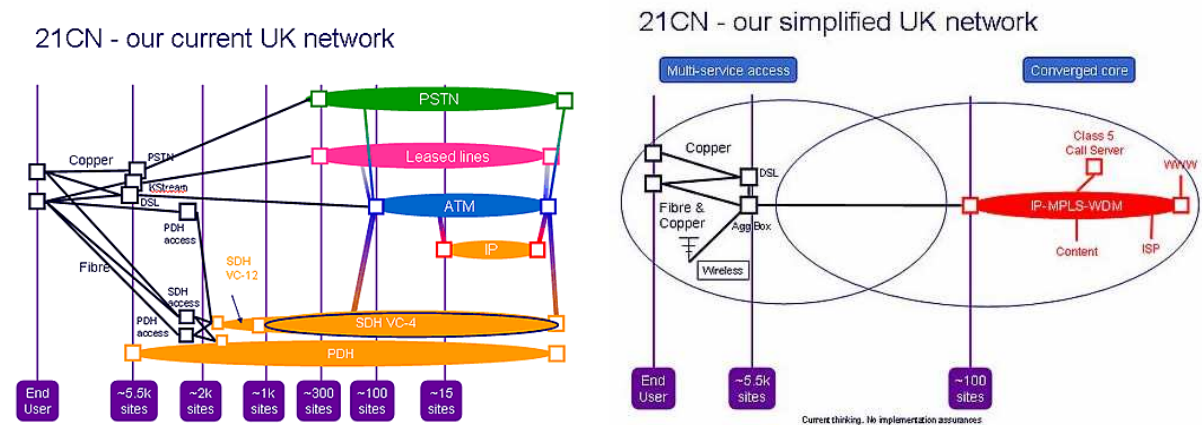 21CN - our current UK network
PSTN
Leased lines
Copper
PSTN
KStream
DSL
ATM
PDH
access
IP
Fibre
SDH
VC-12
SDH
access
PDH
access
SDH VC-4
PDH
End
User
~5.5k
sites
~2k
sites
~1k
sites
~300
sites
~100
sites
~15
sites
21CN - our simplified UK network
Multi-service access
Converged core
Copper
Class 5
Call Server
WWW
DSL
Fibre &
Copper
Agg Box
IP-MPLS-WDM
Wireless
Content
ISP
End
User
~5.5k
sites
~100
sites
Current thinking. No implementation assurances